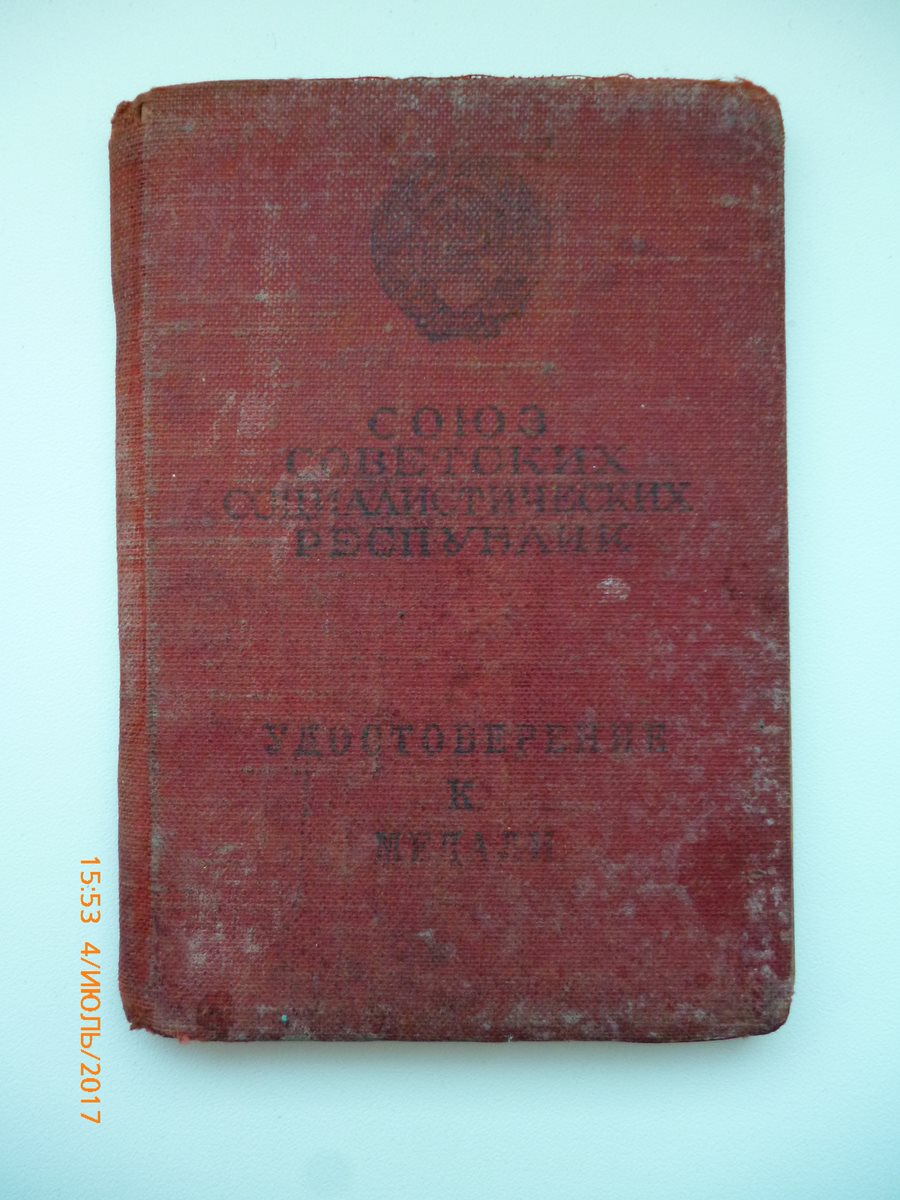 СОЮЗ
СОВЕТСКИХ
СОЦИАЛИСТИЧЕСКИХ
РЕСПУБЛИК
УДОСТОВЕРЕНИЕ
К
МЕДАЛИ
15:53 4/ИЮЛЬ/2017